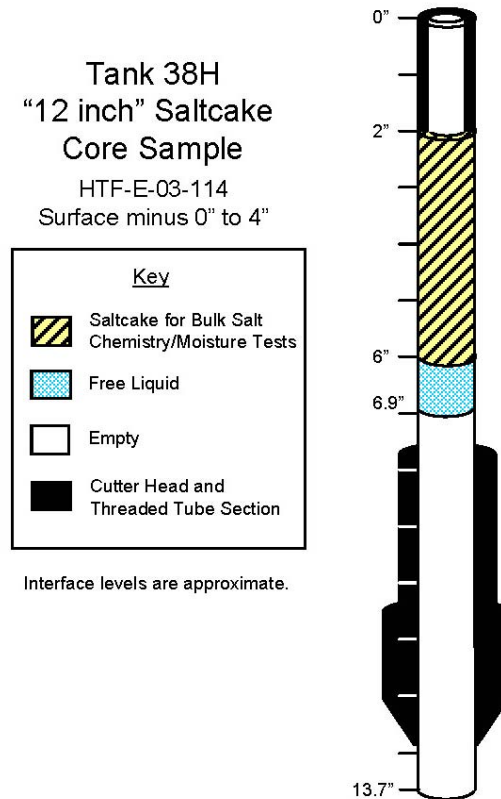 Tank 38H
“12 inch” Saltcake
Core Sample
HTF-E-03-114
Surface minus 0” to 4”
Key
Saltcake for Bulk Salt
Chemistry/Moisture Tests
Free Liquid
Empty
Cutter Head and
Threaded Tube Section
Interface levels are approximate.
0”
2”
6”
6.9”
13.7”